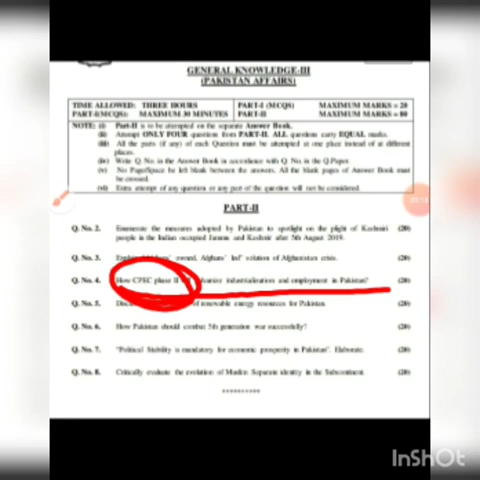 GENERAL KNOWLEDGE-III
(PAKISTAN AFFAIRS)
TIME ALLOWED: THREE HOURS PART-I (MCQS) MAXIMUM MARKS = 20
PART-I(MCQS): MAXIMUM 30 MINUTES PART-II MAXIMUM MARKS = 80
NOTE: (i) Part-II is to be attempted on the separate Answer Book.
(ii) Attempt ONLY FOUR questions from PART-II. ALL questions carry EQUAL marks.
(iii) All the parts (if any) of each Question must be attempted at one place instead of at different
places.
(iv) Write Q. No. in the Answer Book in accordance with Q. No. in the Q.Paper.
(v) No Page/Space be left blank between the answers. All the blank pages of Answer Book must
be crossed.
(vi) Extra attempt of any question or any part of the question will not be considered.
PART-II
Q. No. 2. Enumerate the measures adopted by Pakistan to spotlight on the plight of Kashmiri (20)
people in the Indian occupied Jammu and Kashmir after 5th August 2019.
Q. No. 3. Afghans' led' solution of Afghanistan crisis. (20)
Q. No. 4. How CPEC phase II industrialization and employment in Pakistan? (20)
Q. No. 5. of renewable energy resources for Pakistan. (20)
Q. No. 6. How Pakistan should combat 5th generation war successfully? (20)
Q. No. 7. "Political Stability is mandatory for economic prosperity in Pakistan". Elaborate. (20)
Q. No. 8. Critically evaluate the evolution of Muslim Separate identity in the Subcontinent. (20)
**********
InShOt